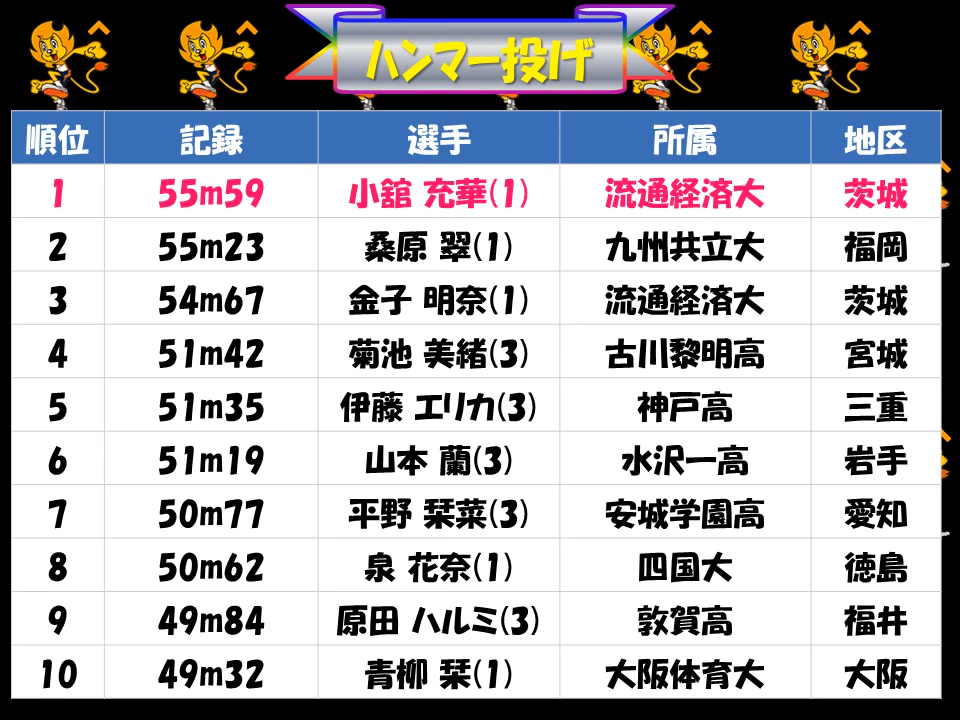 ハンマー投げ
順位 記録 選手 所属 地区
1 55m59 小舘 充華(1) 流通経済大 茨城
2 55m23 桑原 翠(1) 九州共立大 福岡
3 54m67 金子 明奈(1) 流通経済大 茨城
4 51m42 菊池 美緒(3) 古川黎明高 宮城
5 51m35 伊藤 エリカ(3) 神戸高 三重
6 51m19 山本 蘭(3) 水沢一高 岩手
7 50m77 平野 栞菜(3) 安城学園高 愛知
8 50m62 泉 花奈(1) 四国大 徳島
9 49m84 原田 ハルミ(3) 敦賀高 福井
10 49m32 青柳 栞(1) 大阪体育大 大阪